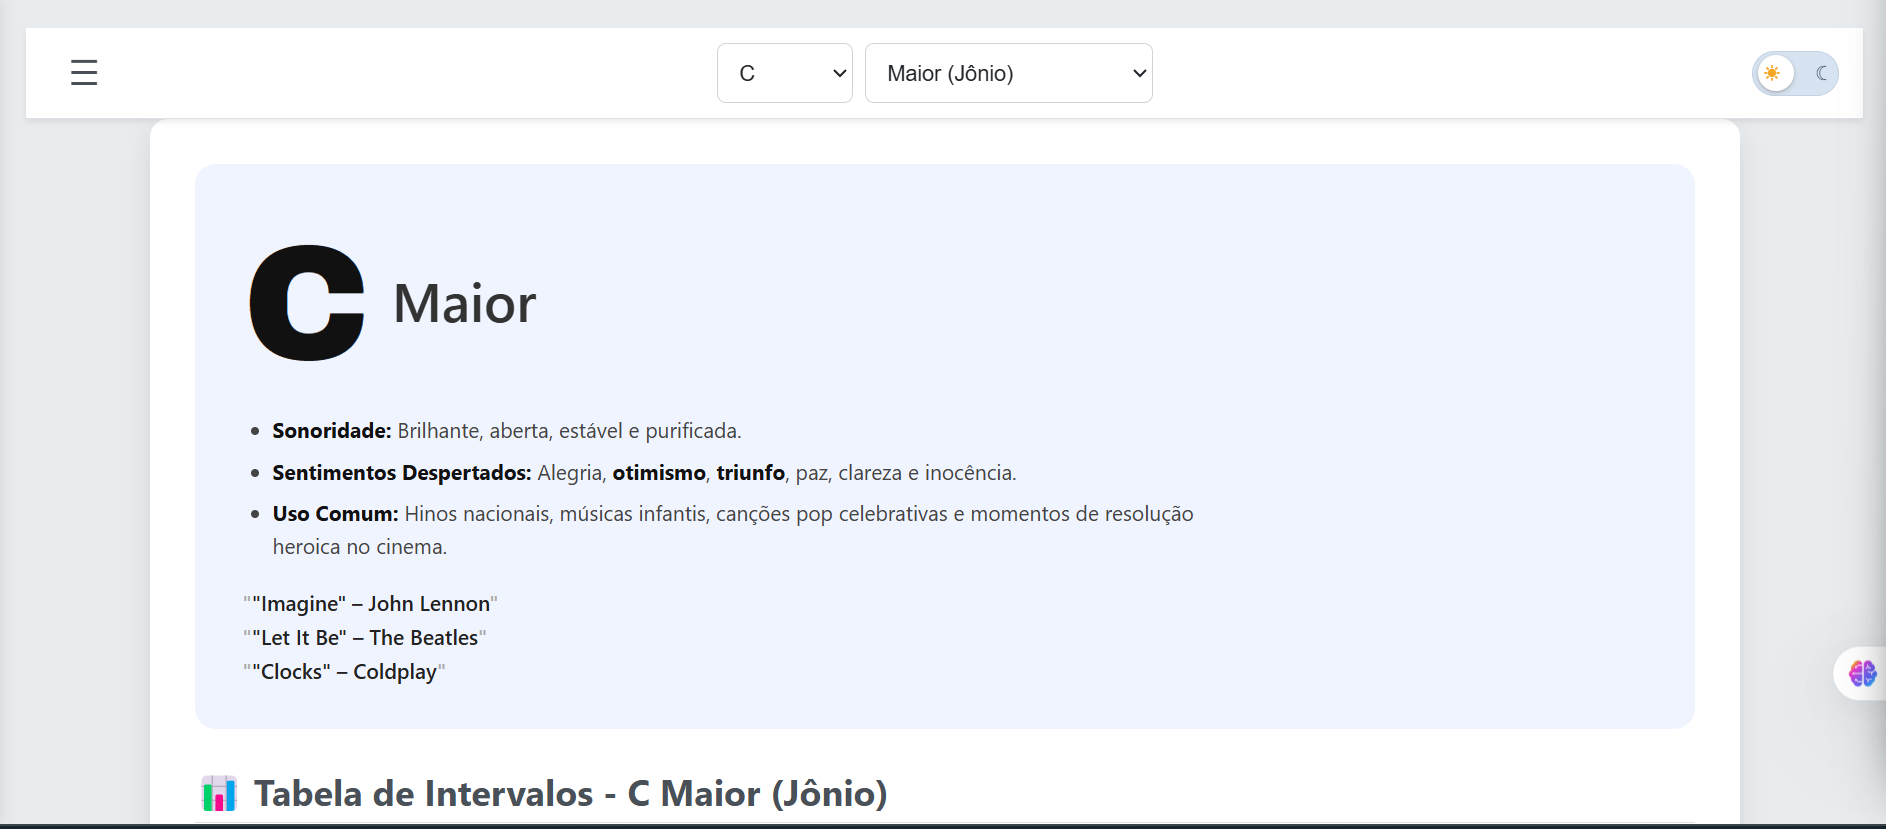 ☰ C Maior (Jônio) ☀ ☾
C Maior
• Sonoridade: Brilhante, aberta, estável e purificada.
• Sentimentos Despertados: Alegria, otimismo, triunfo, paz, clareza e inocência.
• Uso Comum: Hinos nacionais, músicas infantis, canções pop celebrativas e momentos de resolução
heroica no cinema.
""Imagine" – John Lennon"
""Let It Be" – The Beatles"
""Clocks" – Coldplay"
📊 Tabela de Intervalos - C Maior (Jônio)